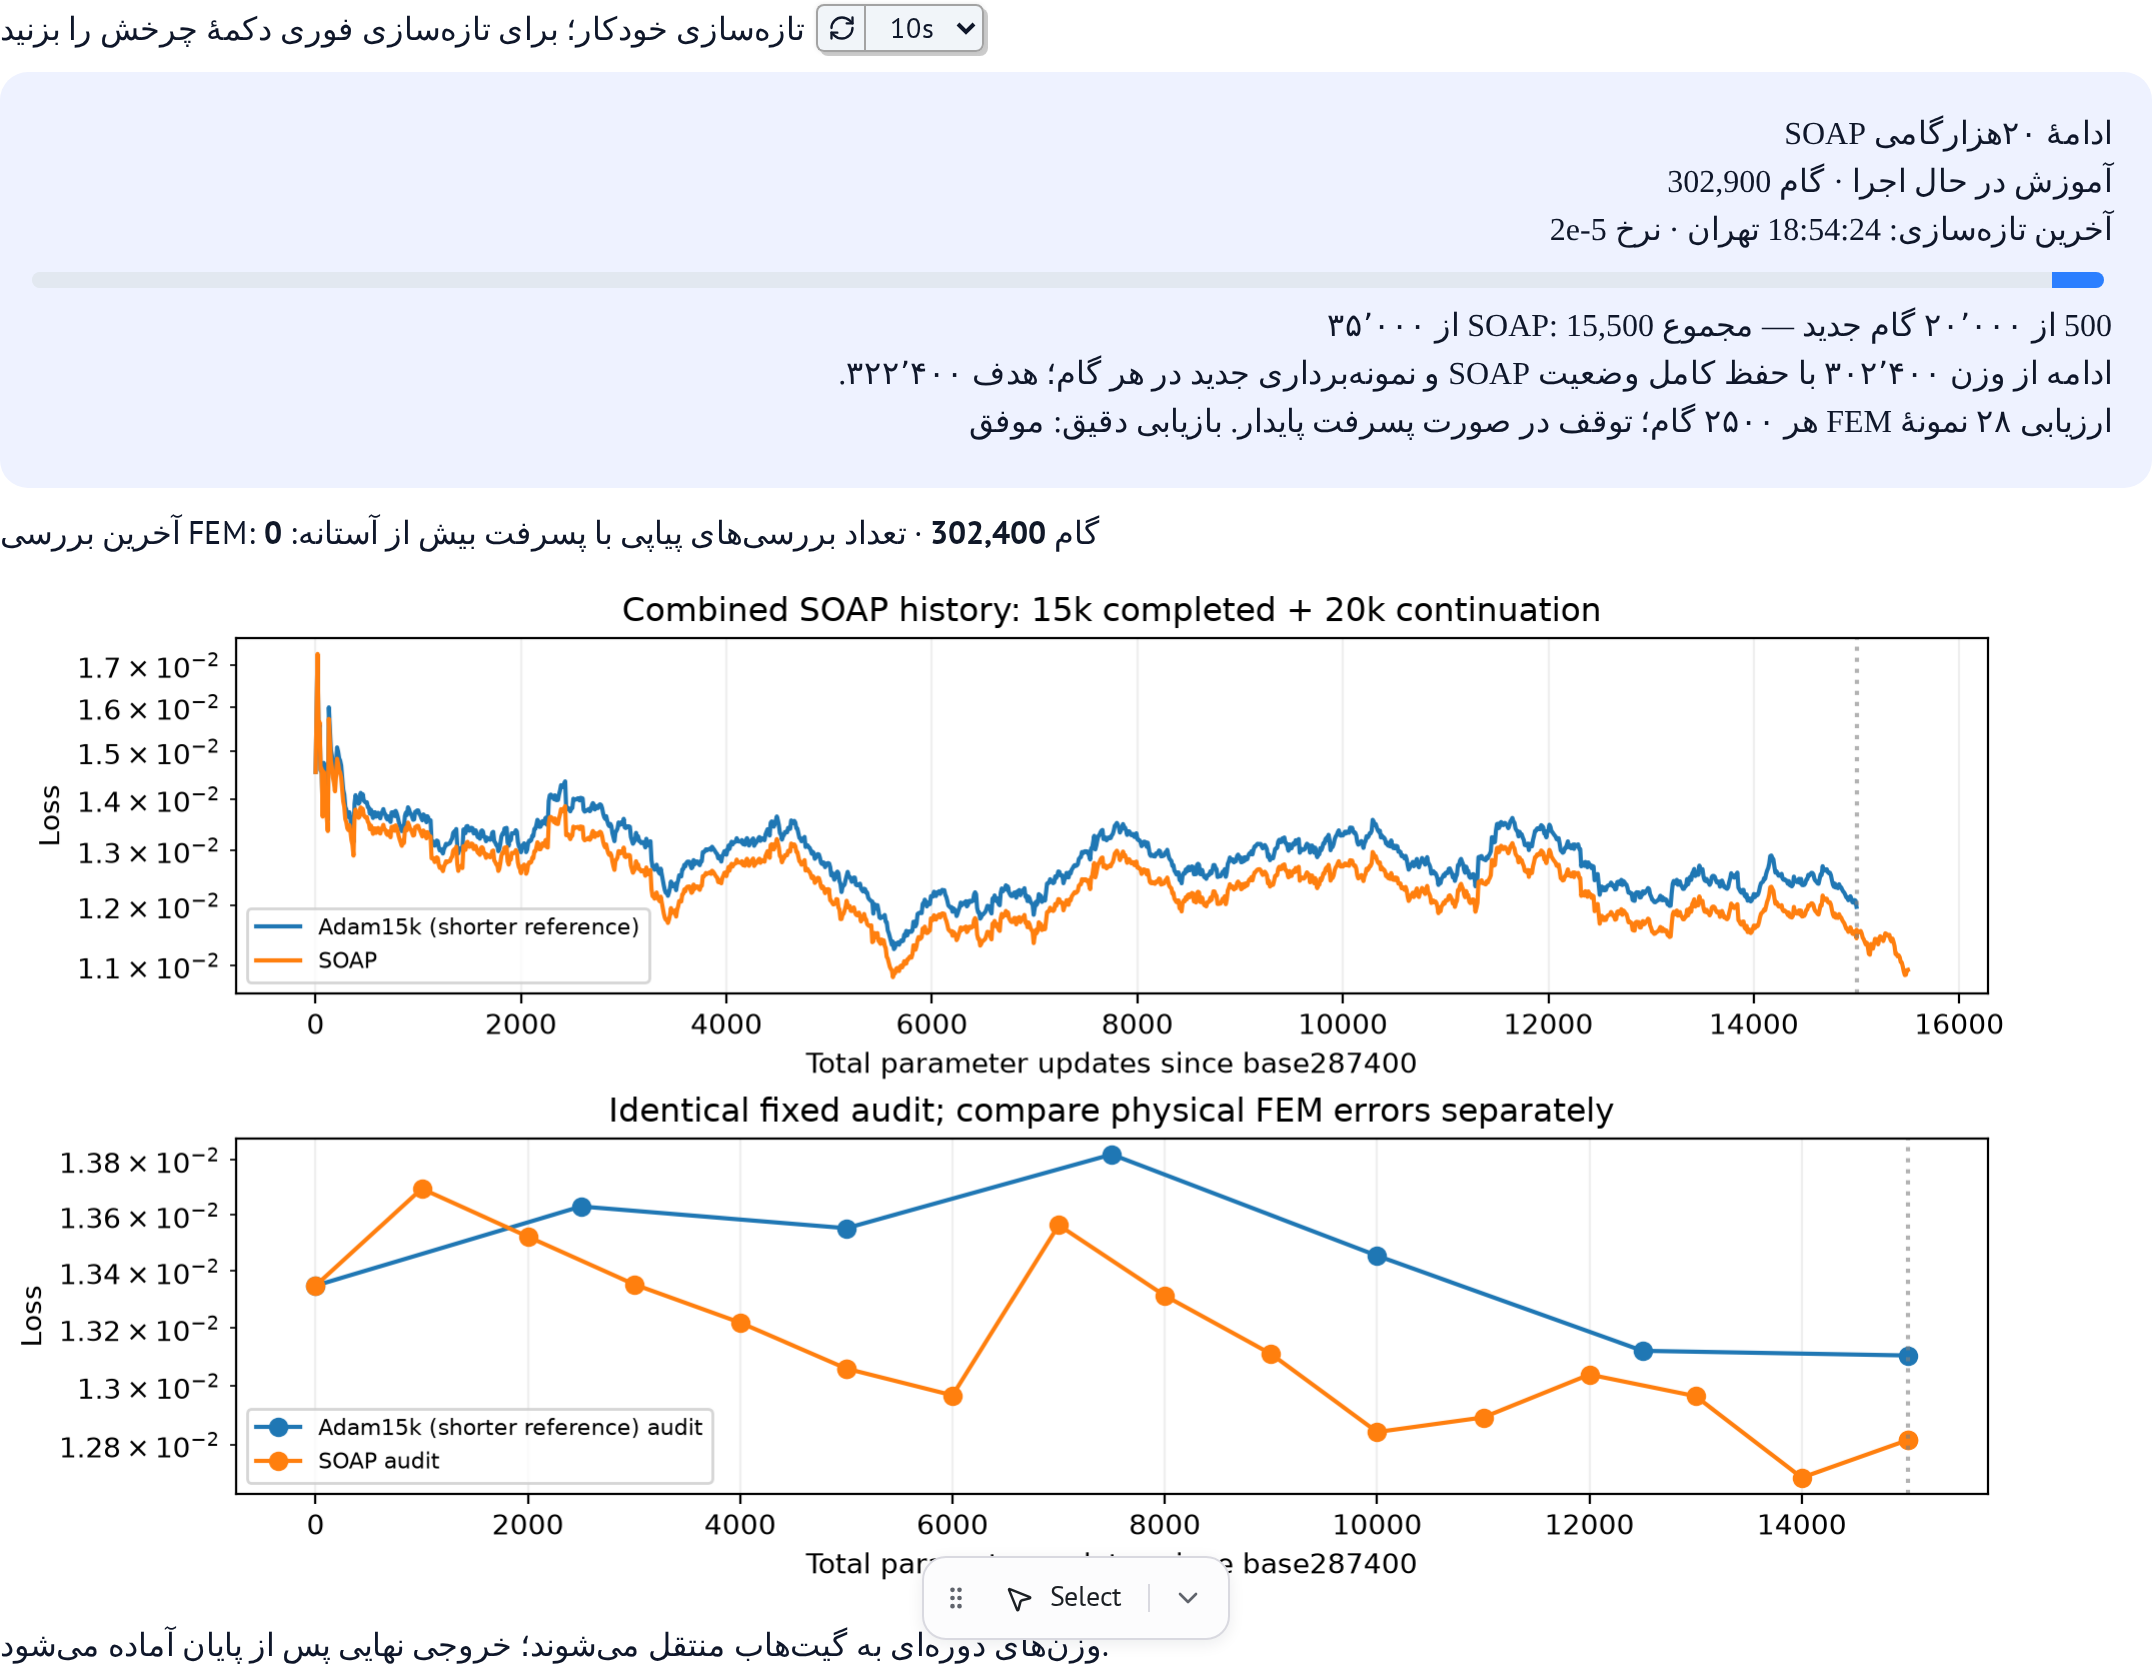 تازه‌سازی خودکار؛ برای تازه‌سازی فوری دکمهٔ چرخش را بزنید
10s
ادامهٔ ۲۰هزارگامی SOAP
آموزش در حال اجرا · گام 302,900
آخرین تازه‌سازی: 18:54:24 تهران · نرخ 2e-5
500 از ۲۰٬۰۰۰ گام جدید — مجموع SOAP: 15,500 از ۳۵٬۰۰۰
ادامه از وزن ۳۰۲٬۴۰۰ با حفظ کامل وضعیت SOAP و نمونه‌برداری جدید در هر گام؛ هدف ۳۲۲٬۴۰۰.
ارزیابی ۲۸ نمونهٔ FEM هر ۲۵۰۰ گام؛ توقف در صورت پسرفت پایدار. بازیابی دقیق: موفق
آخرین بررسی FEM: گام 302,400 · تعداد بررسی‌های پیاپی با پسرفت بیش از آستانه: 0
Combined SOAP history: 15k completed + 20k continuation
Loss
1.7 × 10⁻²
1.6 × 10⁻²
1.5 × 10⁻²
1.4 × 10⁻²
1.3 × 10⁻²
1.2 × 10⁻²
1.1 × 10⁻²
Adam15k (shorter reference)
SOAP
0 2000 4000 6000 8000 10000 12000 14000 16000
Total parameter updates since base287400
Identical fixed audit; compare physical FEM errors separately
Loss
1.38 × 10⁻²
1.36 × 10⁻²
1.34 × 10⁻²
1.32 × 10⁻²
1.3 × 10⁻²
1.28 × 10⁻²
Adam15k (shorter reference) audit
SOAP audit
0 2000 4000 6000 8000 10000 12000 14000
Total base287400
Select
وزن‌های دوره‌ای به گیت‌هاب منتقل می‌شوند؛ خروجی نهایی پس از پایان آماده می‌شود.